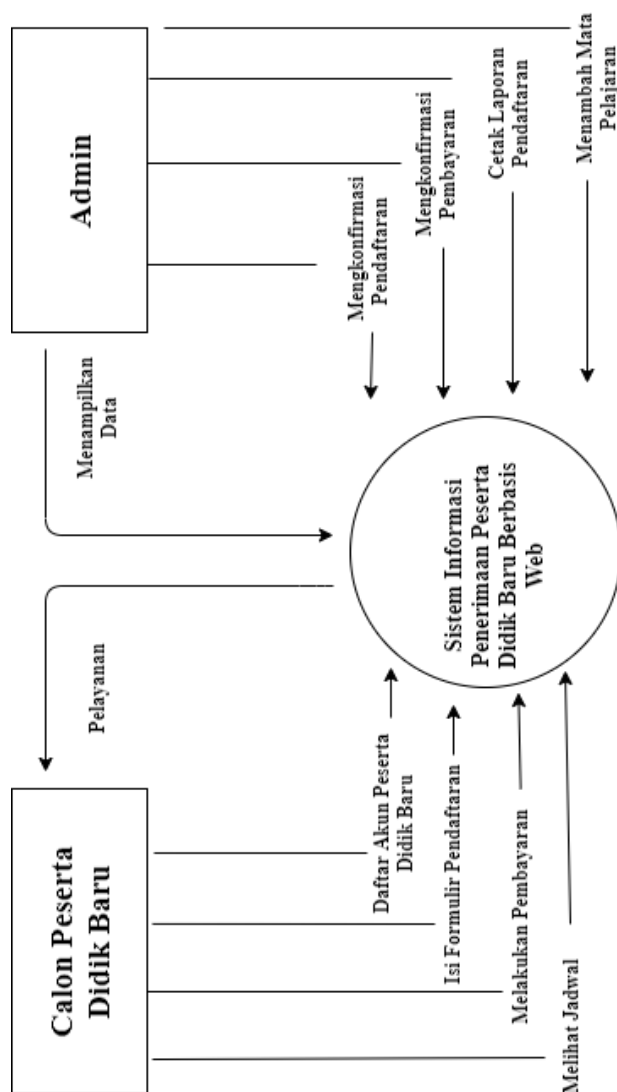 Calon Peserta
Didik Baru
Pelayanan
Menampilkan
Data
Admin
Daftar Akun Peserta
Didik Baru
Isi Formulir Pendaftaran
Melakukan Pembayaran
Melihat Jadwal
Sistem Informasi
Penerimaan Peserta
Didik Baru Berbasis
Web
Mengkonfirmasi
Pendaftaran
Mengkonfirmasi
Pembayaran
Cetak Laporan
Pendaftaran
Menambah Mata
Pelajaran